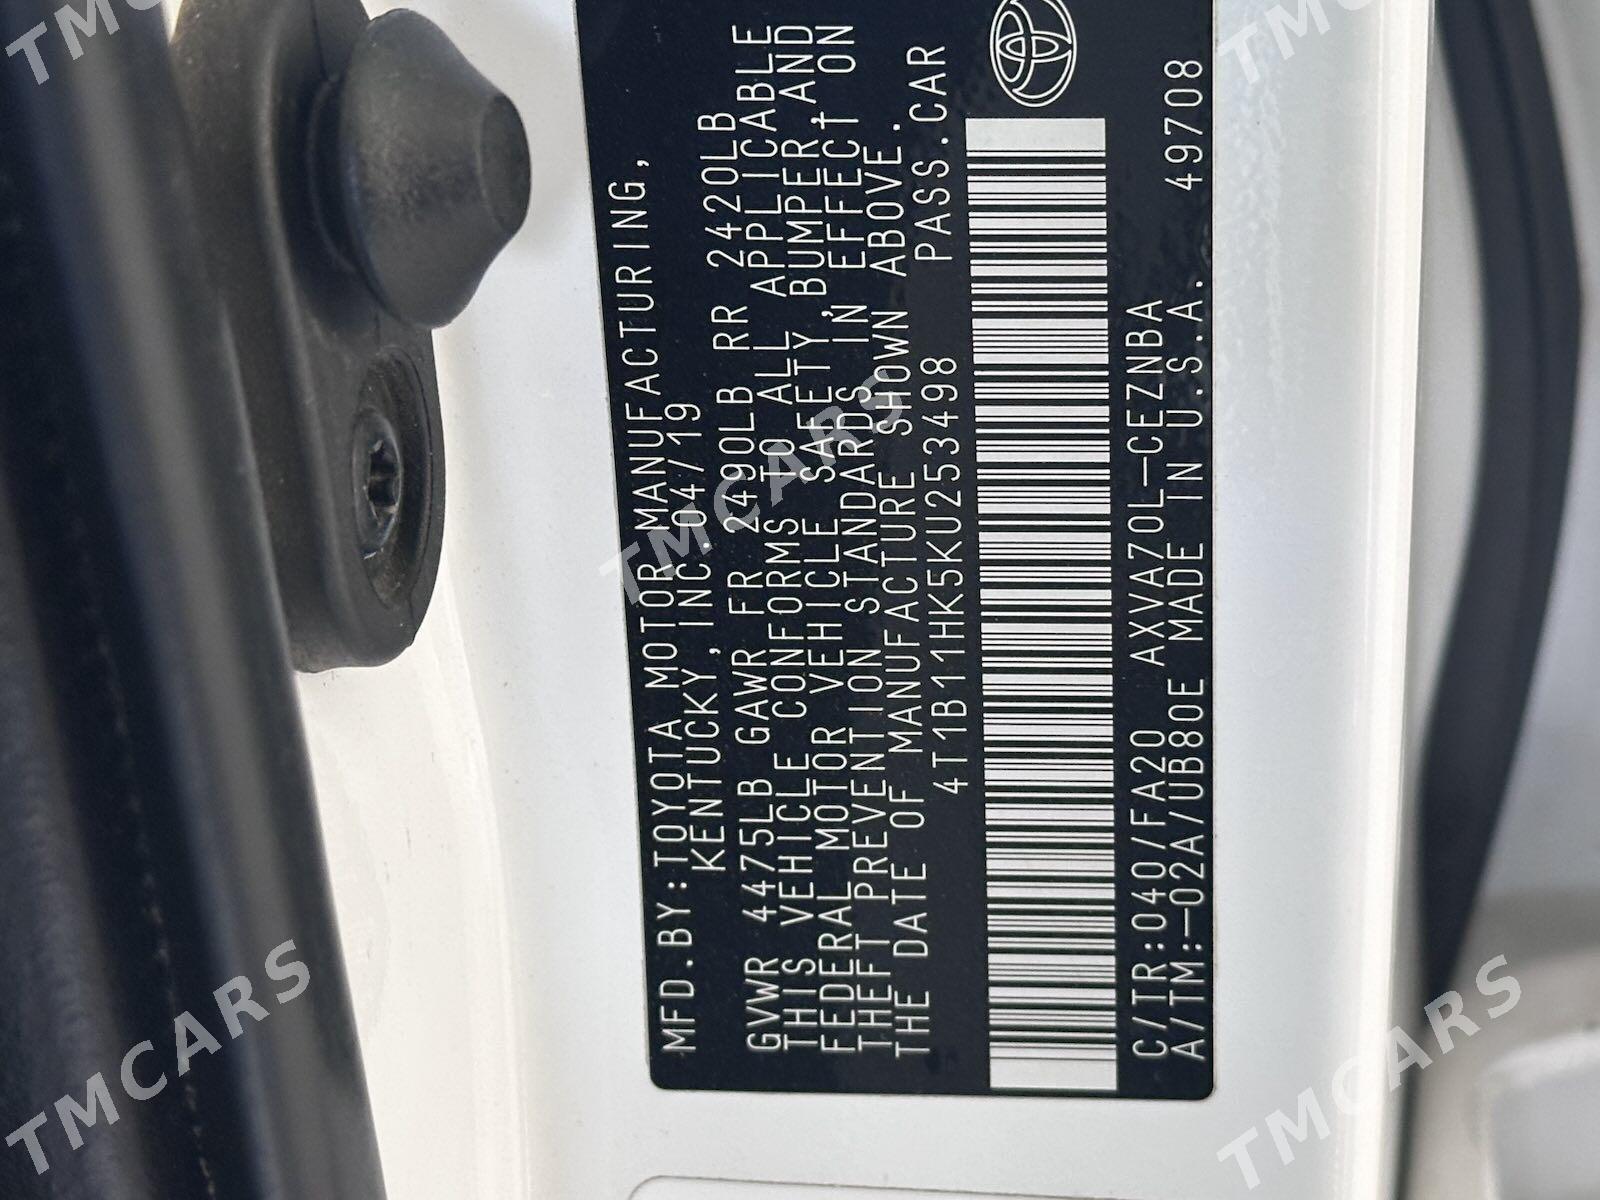 MFD.BY:TOYOTA MOTOR MANUFACTURING,
KENTUCKY, INC. 04/19
GVWR 4475LB GAWR FR 2490LB RR 2420LB
THIS VEHICLE CONFORMS TO ALL APPLICABLE
FEDERAL MOTOR VEHICLE SAFETY, BUMPER, AND
THEFT PREVENTION STANDARDS IN EFFECT ON
THE DATE OF MANUFACTURE SHOWN ABOVE.
4T1B11HK5KU253498 PASS.CAR
C/TR:040/FA20 AXVA70L-CEZNBA
A/TM:-02A/UB80E MADE IN U.S.A. 49708
TMCARS
TMCARS
TMCARS
TMCARS
TMCARS